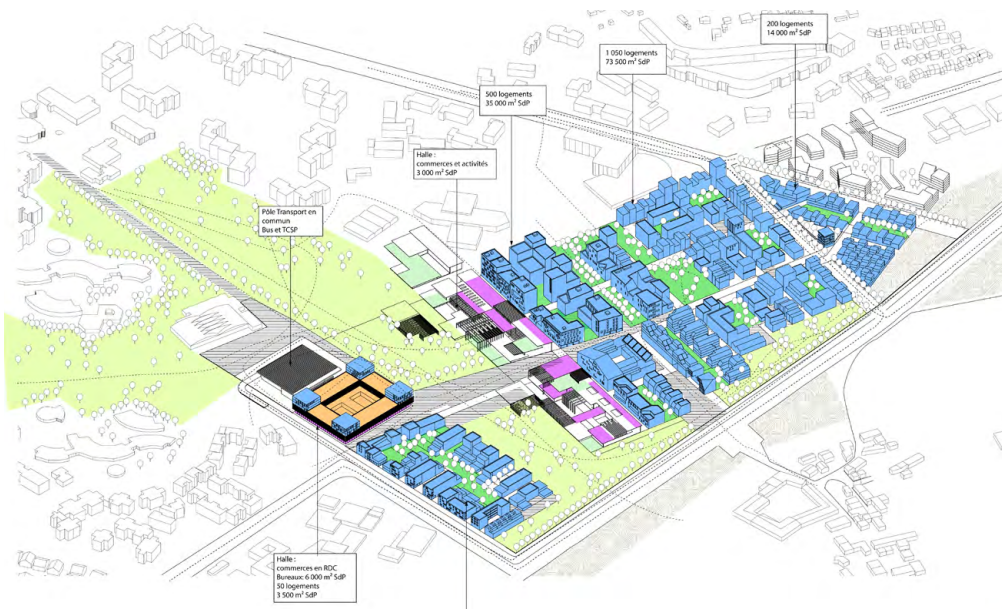 200 logements
14 000 m² SdP
1 050 logements
73 500 m² SdP
500 logements
35 000 m² SdP
Halle :
commerces et activités
3 000 m² SdP
Pôle Transport en
commun
Bus et TCSP
Halle :
commerces en RDC
Bureaux: 6 000 m² SdP
50 logements
3 500 m² SdP